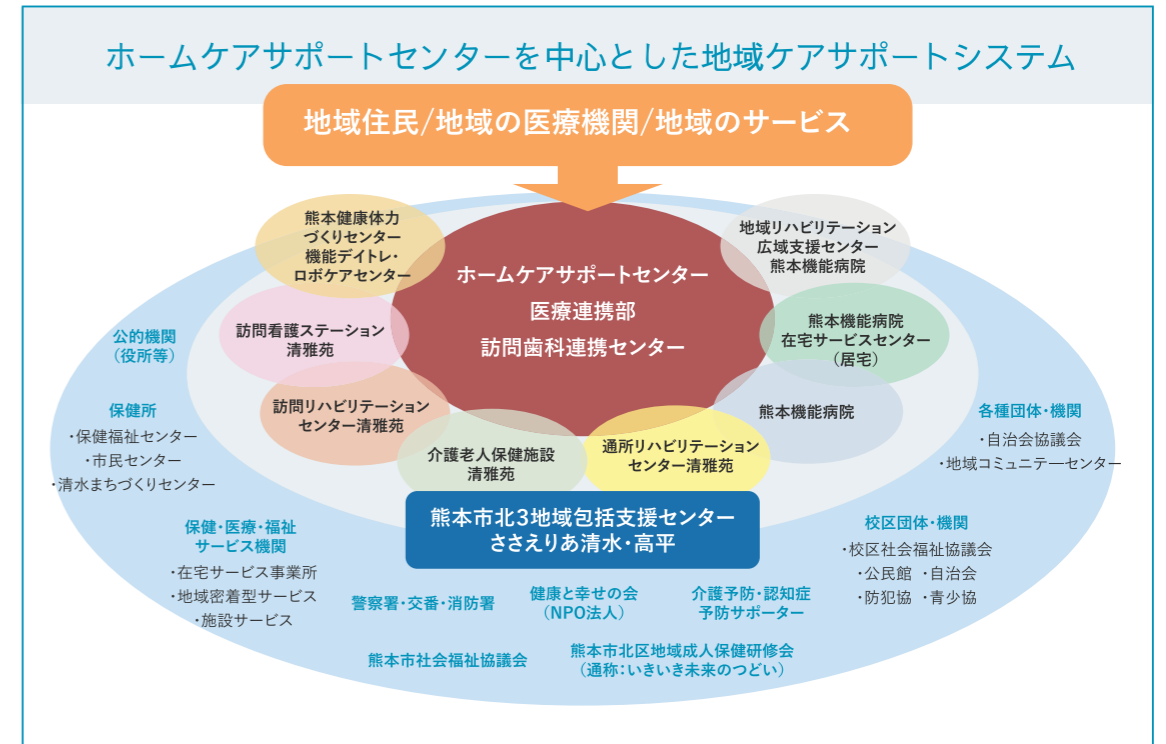 ホームケアサポートセンターを中心とした地域ケアサポートシステム
地域住民/地域の医療機関/地域のサービス
熊本健康体力
づくりセンター
機能デイトレ・
ロボケアセンター
訪問看護ステーション
清雅苑
訪問リハビリテーション
センター清雅苑
介護老人保健施設
清雅苑
ホームケアサポートセンター
医療連携部
訪問歯科連携センター
地域リハビリテーション
広域支援センター
熊本機能病院
熊本機能病院
在宅サービスセンター
（居宅）
熊本機能病院
通所リハビリテーション
センター清雅苑
熊本市北3地域包括支援センター
ささえりあ清水・高平
公的機関
（役所等）
保健所
・保健福祉センター
・市民センター
・清水まちづくりセンター
保健・医療・福祉
サービス機関
・在宅サービス事業所
・地域密着型サービス
・施設サービス
警察署・交番・消防署
健康と幸せの会
（NPO法人）
介護予防・認知症
予防サポーター
熊本市社会福祉協議会
熊本市北区地域成人保健研修会
（通称：いきいき未来のつどい）
各種団体・機関
・自治会協議会
・地域コミュニテーセンター
校区団体・機関
・校区社会福祉協議会
・公民館 ・自治会
・防犯協 ・青少協